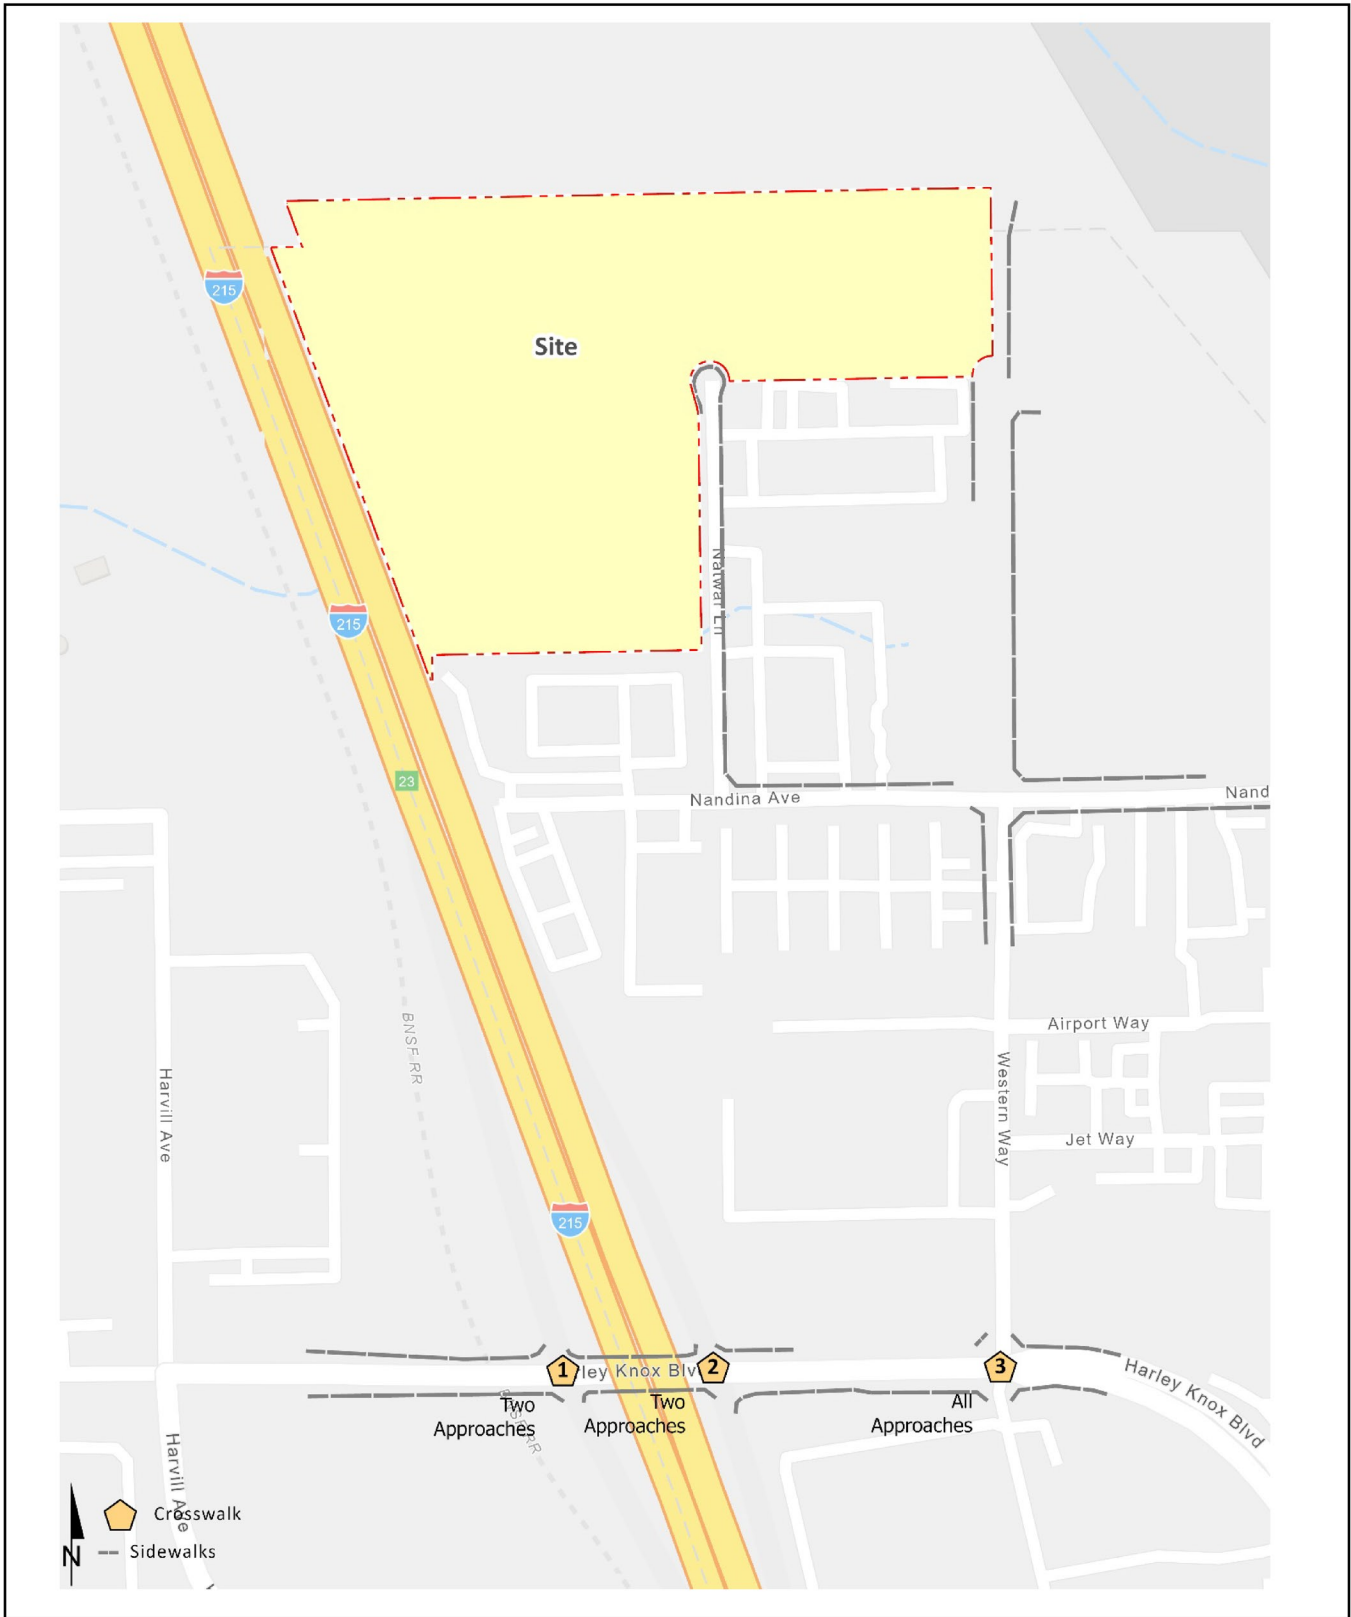 215
Site
215
Natwar Ln
23
Nandina Ave
Nand
BNSF RR
Airport Way
Harvill Ave
Western Way
Jet Way
215
1
ley Knox Blv
2
3
Harley Knox Blvd
Two
Approaches
Two
Approaches
All
Approaches
Harvill Ave
Crosswalk
N
Sidewalks